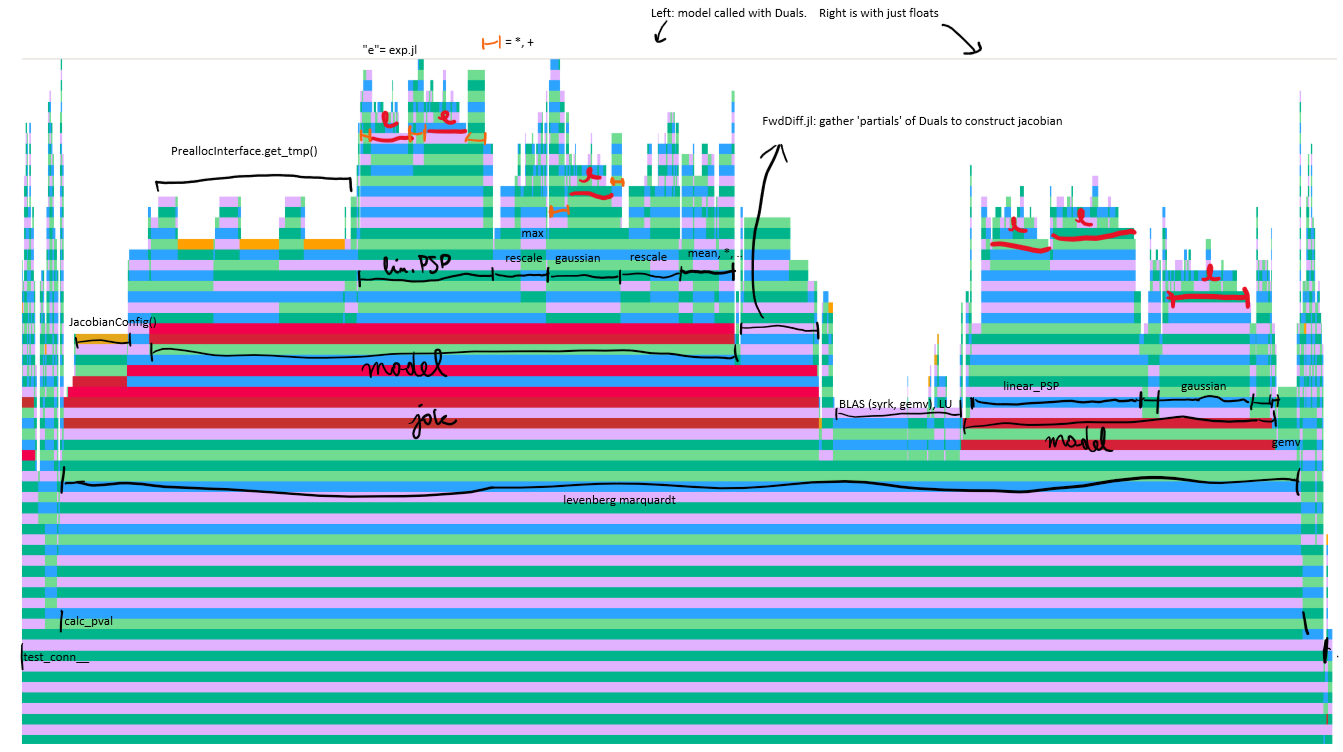 Left: model called with Duals. Right is with just floats
"e"= exp.jl
= *, +
FwdDiff.jl: gather 'partials' of Duals to construct jacobian
PreallocInterface.get_tmp()
e
e
e
e
e
e
max
lin. PSP
rescale
gaussian
rescale
mean, *, ..
JacobianConfig()
model
jac
BLAS (syrk, gemv), LU
linear_PSP
gaussian
model
gemv
levenberg marquardt
calc_pval
test_conn__